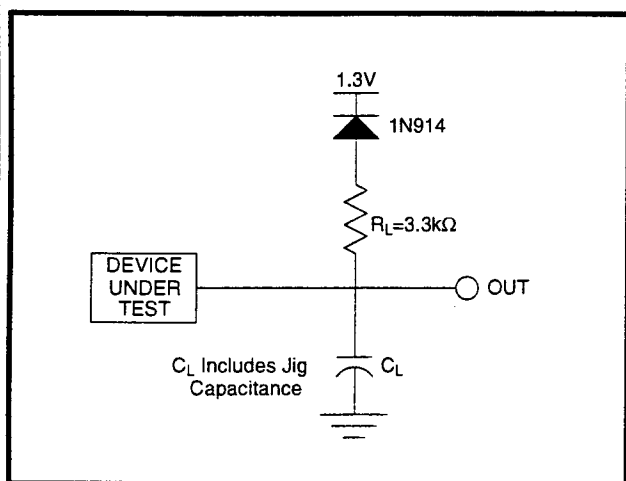 1.3V
1N914
R_L=3.3kΩ
DEVICE
UNDER
TEST
OUT
C_L Includes Jig
Capacitance
C_L